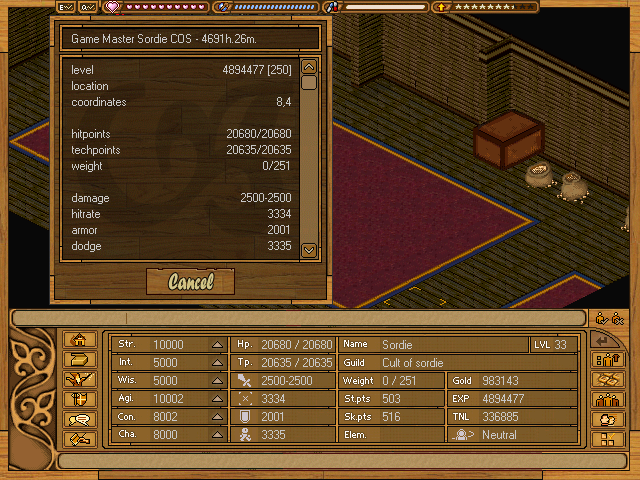 Game Master Sordie COS - 4691h.26m.
level 4894477 [250]
location
coordinates 8,4
hitpoints 20680/20680
techpoints 20635/20635
weight 0/251
damage 2500-2500
hitrate 3334
armor 2001
dodge 3335
Cancel
Str. 10000 Hp. 20680 / 20680 Name Sordie LVL 33
Int. 5000 Tp. 20635 / 20635 Guild Cult of sordie
Wis. 5000 2500-2500 Weight 0 / 251 Gold 983143
Agi. 10002 3334 St.pts 503 EXP 4894477
Con. 8002 2001 Sk.pts 516 TNL 336885
Cha. 8000 3335 Elem. Neutral